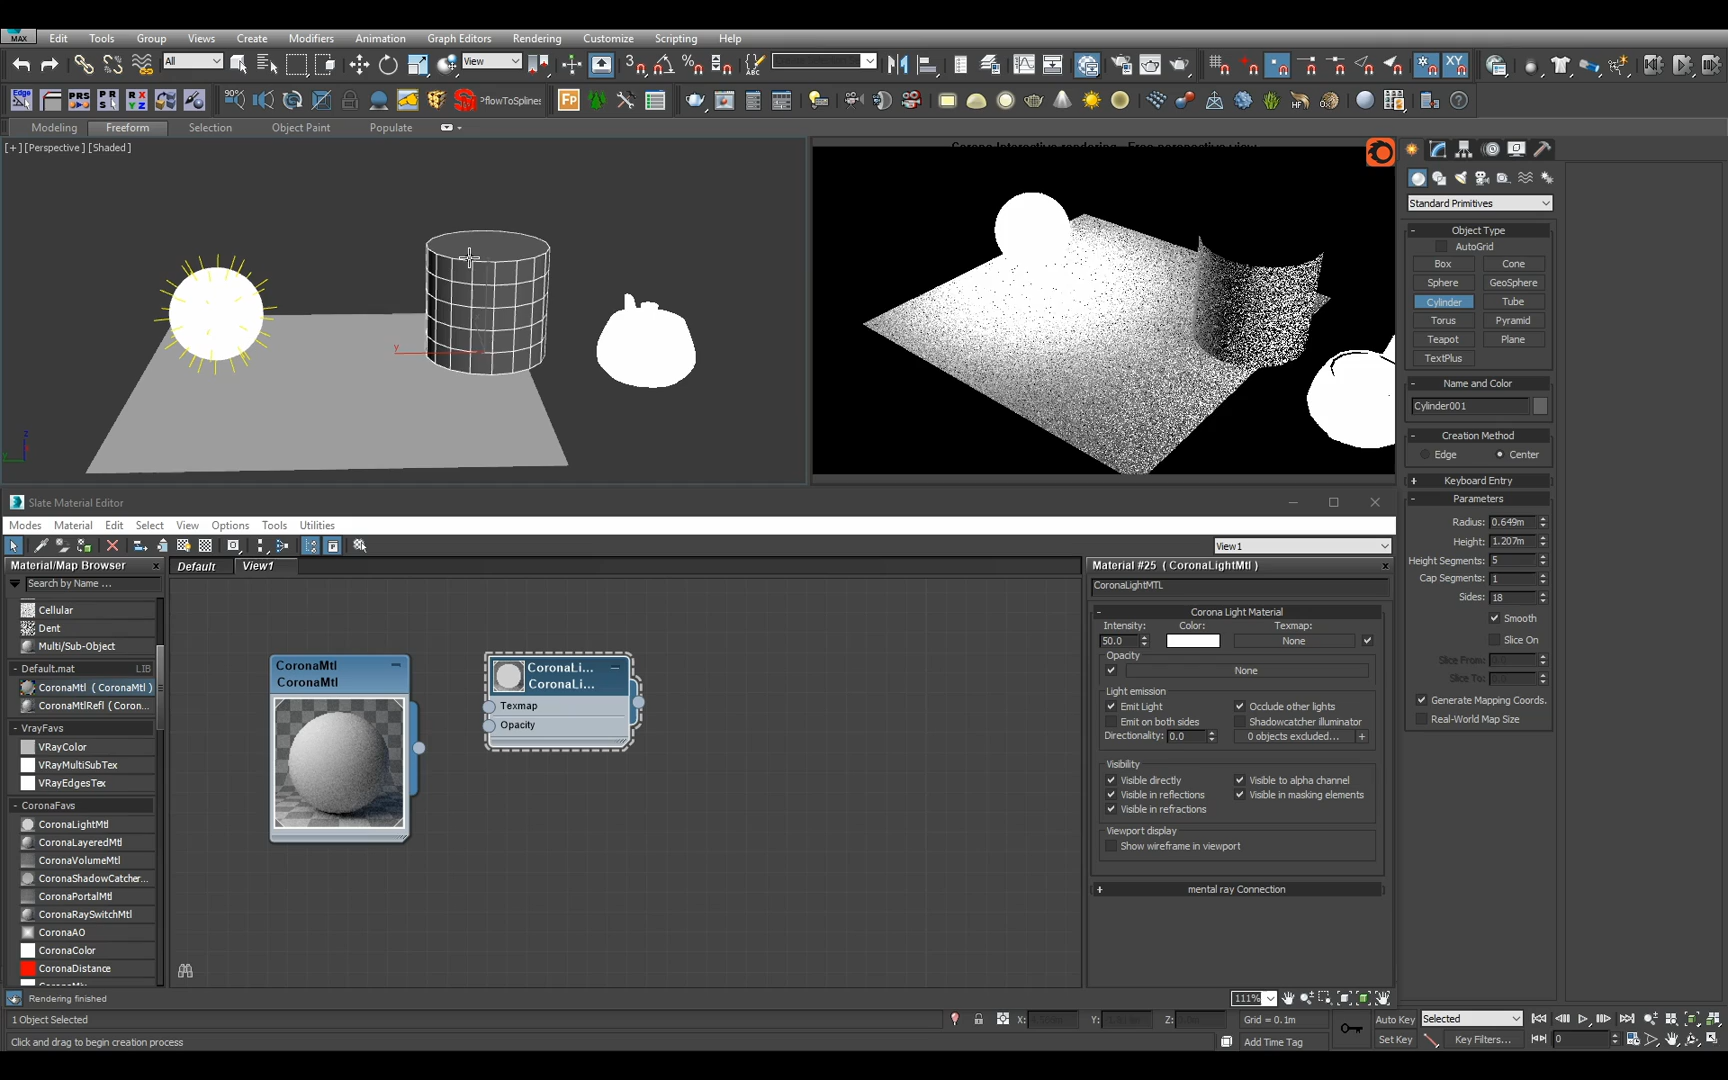 MAX
Edit Tools Group Views Create Modifiers Animation Graph Editors Rendering Customize Scripting Help
All View
Modeling Freeform Selection Object Paint Populate
[+] [Perspective] [Shaded]
Corona Interactive rendering - Free perspective view
y
Standard Primitives
- Object Type
AutoGrid
Box Cone
Sphere GeoSphere
Cylinder Tube
Torus Pyramid
Teapot Plane
TextPlus
- Name and Color
Cylinder001
- Creation Method
Edge Center
+ Keyboard Entry
- Parameters
Radius: 0.649m
Height: 1.207m
Height Segments: 5
Cap Segments: 1
Sides: 18
Smooth
Slice On
Slice From:
Slice To:
Generate Mapping Coords.
Real-World Map Size
Slate Material Editor
Modes Material Edit Select View Options Tools Utilities
View1
Material/Map Browser
Search by Name ...
Cellular
Dent
Multi/Sub-Object
- Default.mat LIB
CoronaMtl ( CoronaMtl )
CoronaMtlRefl ( Coron...
- VrayFavs
VRayColor
VRayMultiSubTex
VRayEdgesTex
- CoronaFavs
CoronaLightMtl
CoronaLayeredMtl
CoronaVolumeMtl
CoronaShadowCatcher...
CoronaPortalMtl
CoronaRaySwitchMtl
CoronaAO
CoronaColor
CoronaDistance
Default View1
CoronaMtl
CoronaMtl
CoronaLi...
CoronaLi...
Texmap
Opacity
Material #25 ( CoronaLightMtl )
CoronaLightMTL
- Corona Light Material
Intensity: Color: Texmap:
50.0 None
Opacity
None
Light emission
Emit Light Occlude other lights
Emit on both sides Shadowcatcher illuminator
Directionality: 0.0 0 objects excluded... +
Visibility
Visible directly Visible to alpha channel
Visible in reflections Visible in masking elements
Visible in refractions
Viewport display
Show wireframe in viewport
+ mental ray Connection
Rendering finished
111%
1 Object Selected
X: Y: Z: Grid = 0.1m
Auto Key Selected
Click and drag to begin creation process
Add Time Tag
Set Key Key Filters... 0